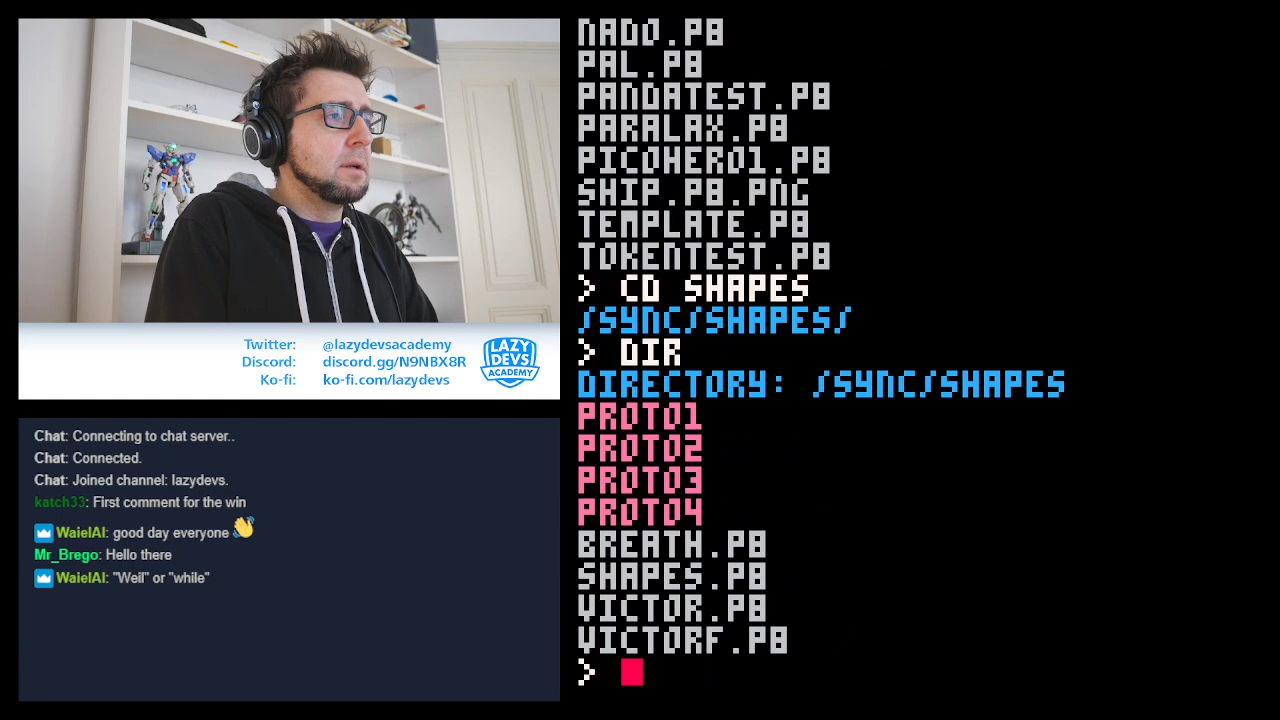 Twitter: @lazydevsacademy
Discord: discord.gg/N9NBX8R
Ko-fi: ko-fi.com/lazydevs
LAZY
DEVS
ACADEMY
Chat: Connecting to chat server..
Chat: Connected.
Chat: Joined channel: lazydevs.
katch33: First comment for the win
WaielAI: good day everyone 👋
Mr_Brego: Hello there
WaielAI: "Weil" or "while"
NADO.P8
PAL.P8
PANDATEST.P8
PARALAX.P8
PICOHERO1.P8
SHIP.P8.PNG
TEMPLATE.P8
TOKENTEST.P8
> CD SHAPES
/SYNC/SHAPES/
> DIR
DIRECTORY: /SYNC/SHAPES
PROTO1
PROTO2
PROTO3
PROTO4
BREATH.P8
SHAPES.P8
VICTOR.P8
VICTORF.P8
>